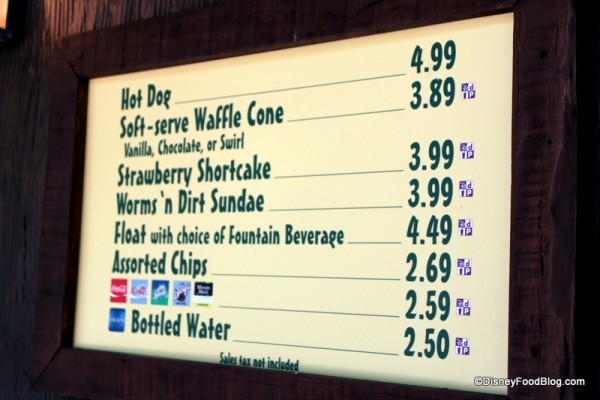 Hot Dog 4.99
Soft-serve Waffle Cone 3.89
Vanilla, Chocolate, or Swirl
Strawberry Shortcake 3.99
Worms 'n Dirt Sundae 3.99
Float with choice of Fountain Beverage 4.49
Assorted Chips 2.69
Coca-Cola 2.59
Bottled Water 2.50
Sales tax not included
©DisneyFoodBlog.com